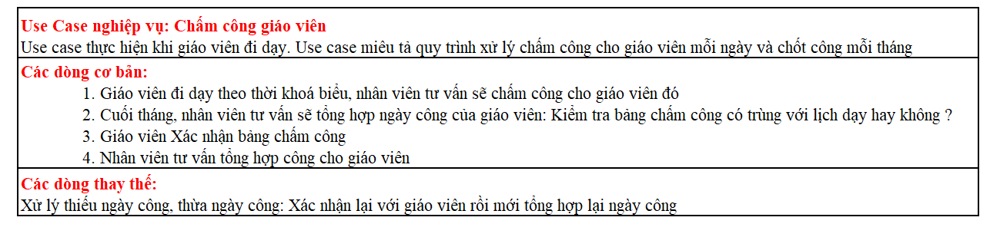 Use Case nghiệp vụ: Chấm công giáo viên
Use case thực hiện khi giáo viên đi dạy. Use case miêu tả quy trình xử lý chấm công cho giáo viên mỗi ngày và chốt công mỗi tháng
Các dòng cơ bản:
1. Giáo viên đi dạy theo thời khoá biểu, nhân viên tư vấn sẽ chấm công cho giáo viên đó
2. Cuối tháng, nhân viên tư vấn sẽ tổng hợp ngày công của giáo viên: Kiểm tra bảng chấm công có trùng với lịch dạy hay không ?
3. Giáo viên Xác nhận bảng chấm công
4. Nhân viên tư vấn tổng hợp công cho giáo viên
Các dòng thay thế:
Xử lý thiếu ngày công, thừa ngày công: Xác nhận lại với giáo viên rồi mới tổng hợp lại ngày công